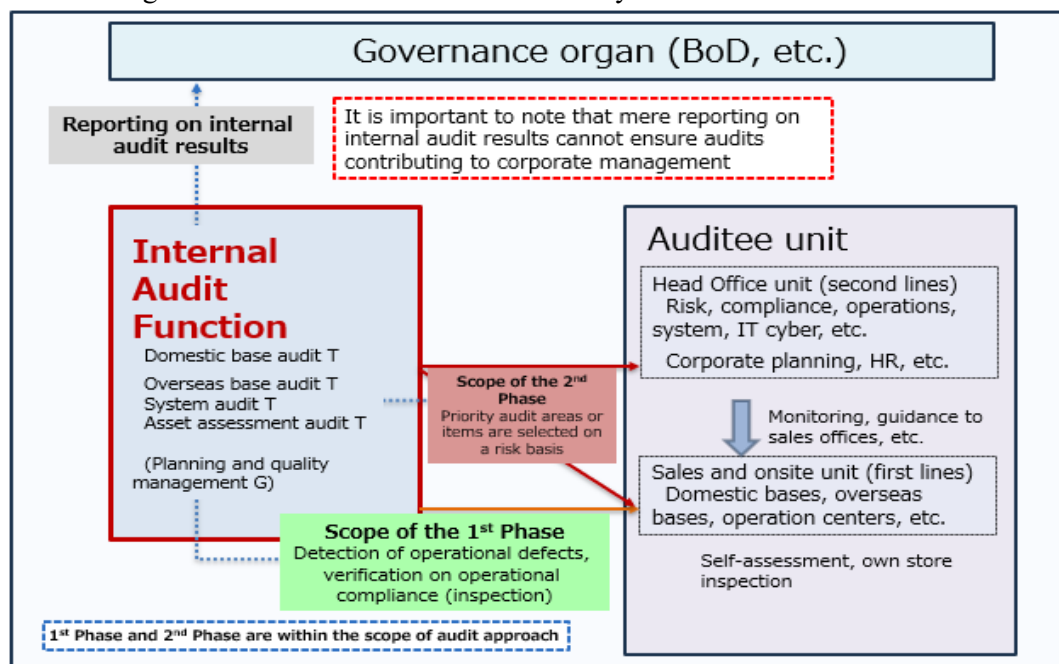 Governance organ (BoD, etc.)
Reporting on internal
audit results
It is important to note that mere reporting on
internal audit results cannot ensure audits
contributing to corporate management
Internal
Audit
Function
Domestic base audit T
Overseas base audit T
System audit T
Asset assessment audit T
(Planning and quality
management G)
Scope of the 2nd
Phase
Priority audit areas or
items are selected on
a risk basis
Scope of the 1st Phase
Detection of operational defects,
verification on operational
compliance (inspection)
Auditee unit
Head Office unit (second lines)
Risk, compliance, operations,
system, IT cyber, etc.
Corporate planning, HR, etc.
Monitoring, guidance to
sales offices, etc.
Sales and onsite unit (first lines)
Domestic bases, overseas
bases, operation centers, etc.
Self-assessment, own store
inspection
1st Phase and 2nd Phase are within the scope of audit approach